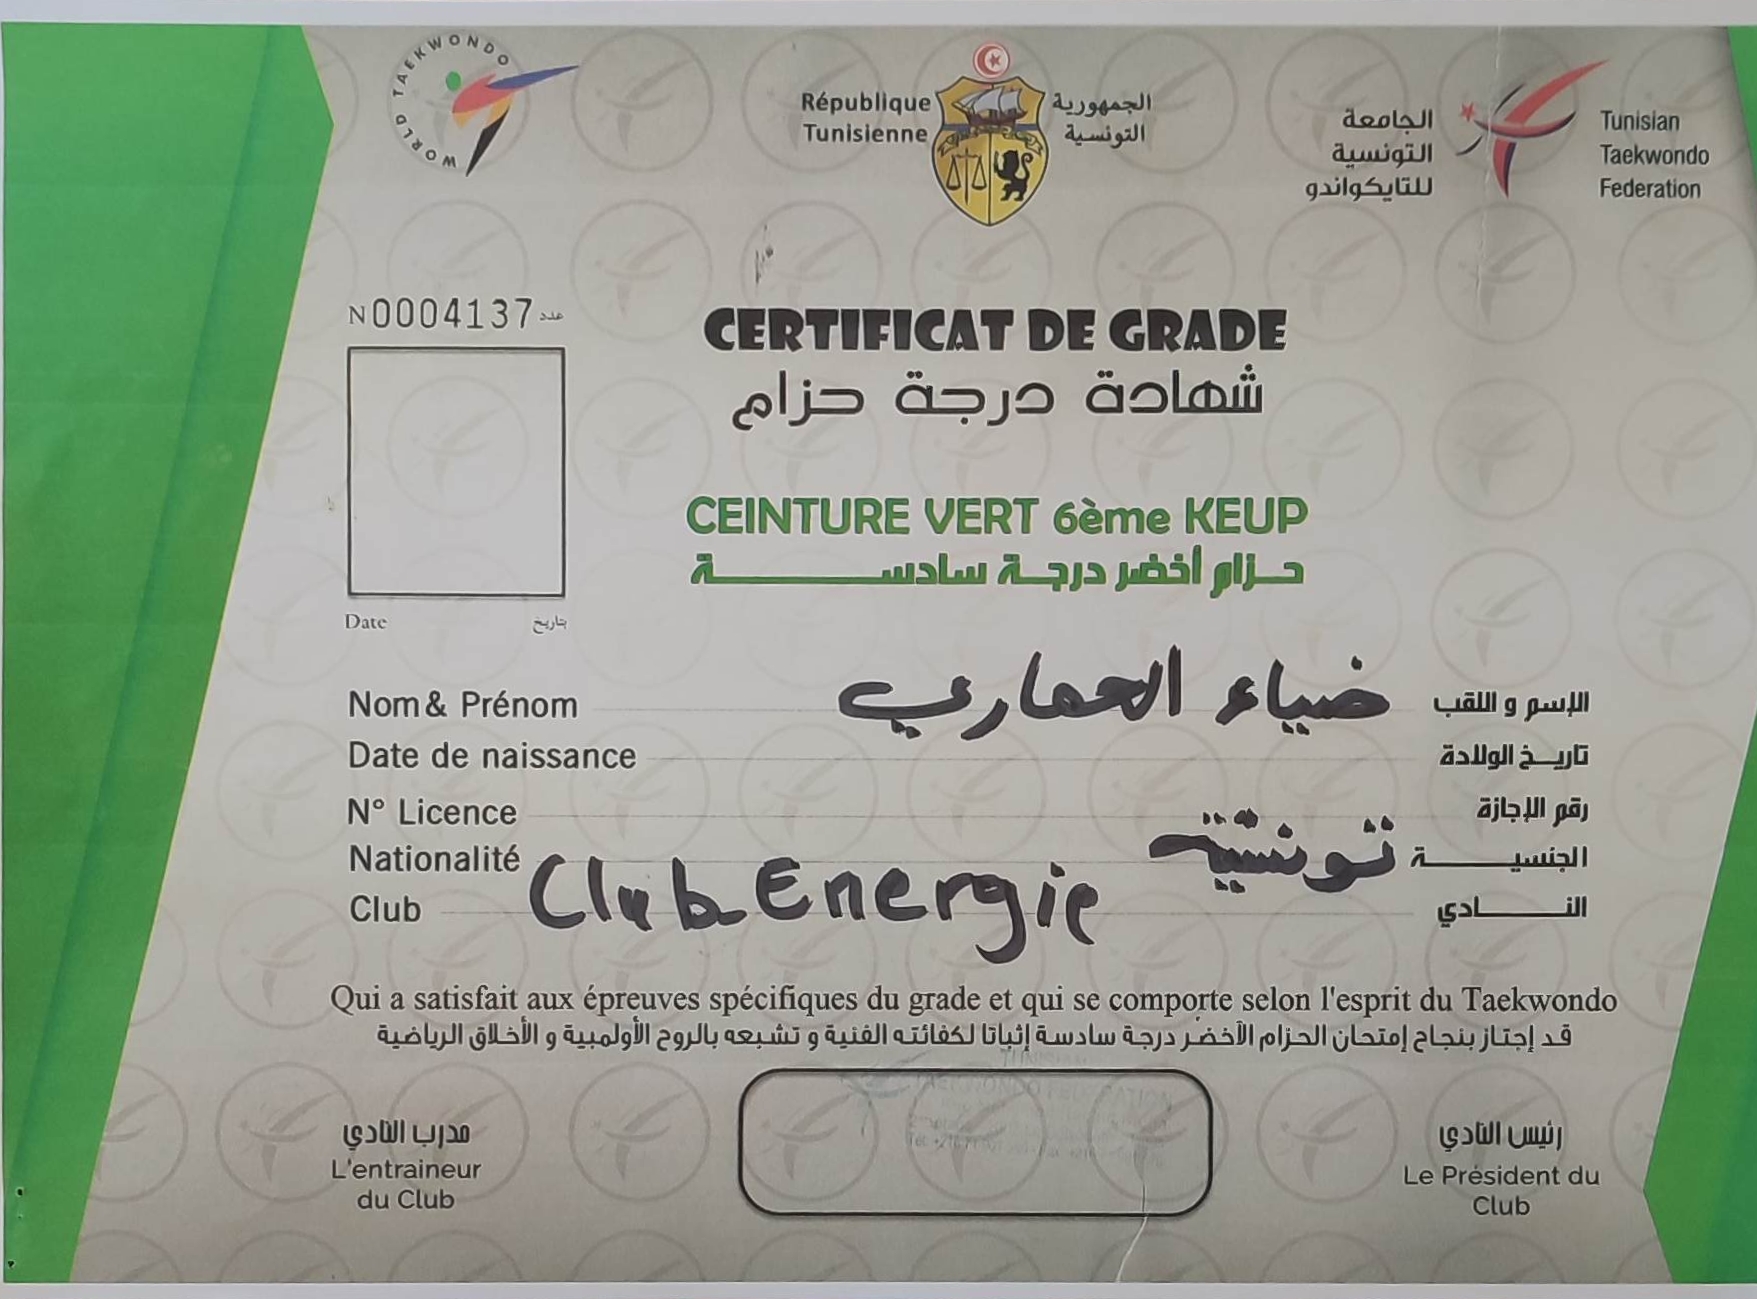 WORLD TAEKWONDO
République
Tunisienne
الجمهورية
التونسية
الجامعة
التونسية
للتايكواندو
Tunisian
Taekwondo
Federation
N0004137 عدد
CERTIFICAT DE GRADE
شهادة درجة حزام
CEINTURE VERT 6ème KEUP
حزام أخضر درجة سادسة
Date بتاريخ
Nom& Prénom ضياء العماري الإسم و اللقب
Date de naissance تاريخ الولادة
N° Licence رقم الإجازة
Nationalité تونسية الجنسية
Club Club Energie النادي
Qui a satisfait aux épreuves spécifiques du grade et qui se comporte selon l'esprit du Taekwondo
قد إجتاز بنجاح إمتحان الحزام الأخضر درجة سادسة إثباتا لكفائته الفنية و تشبعه بالروح الأولمبية و الأخلاق الرياضية
مدرب النادي
L'entraineur
du Club
رئيس النادي
Le Président du
Club